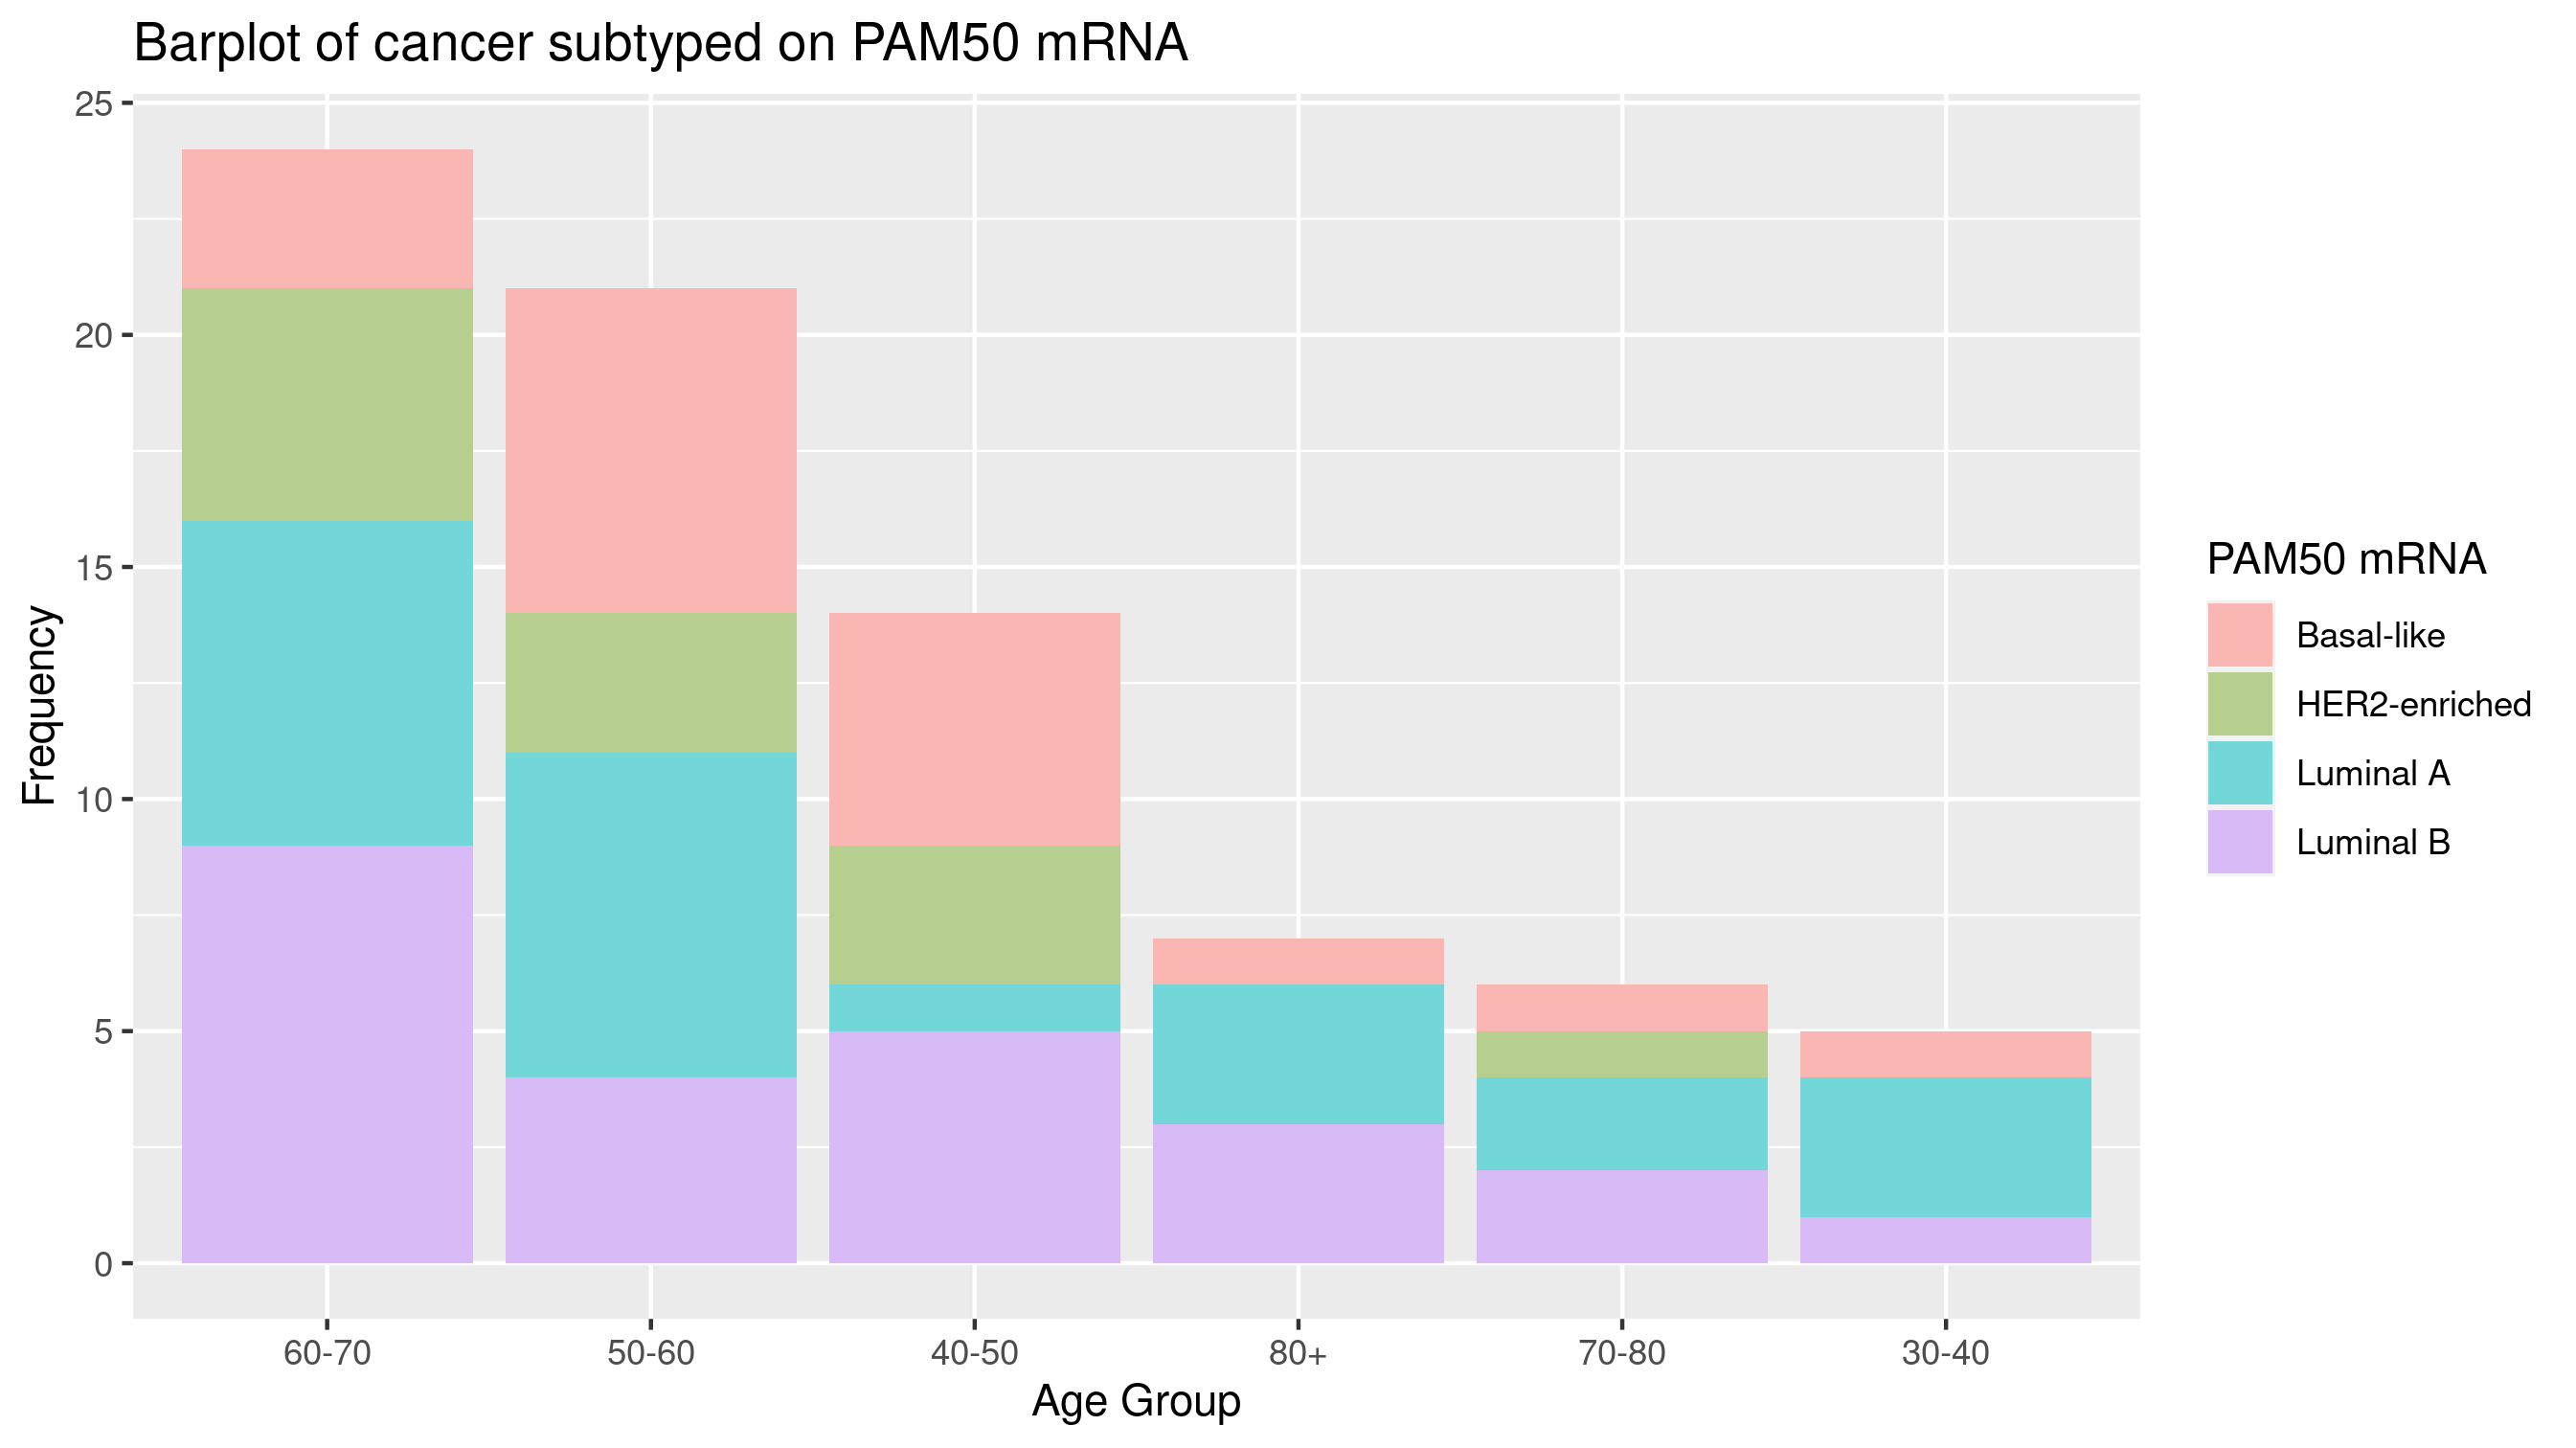 Barplot of cancer subtyped on PAM50 mRNA
25
20
15
10
5
0
Frequency
60-70
50-60
40-50
80+
70-80
30-40
Age Group
PAM50 mRNA
Basal-like
HER2-enriched
Luminal A
Luminal B